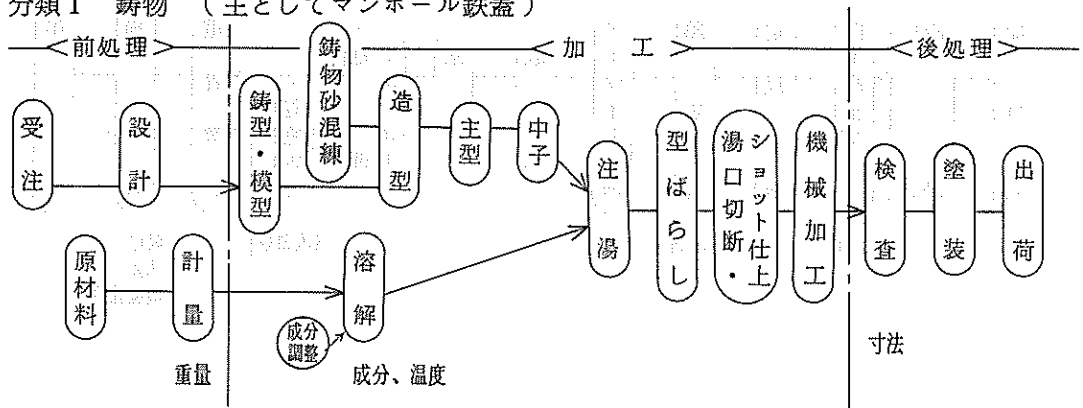 分類1 鋳物 (主としてマンホール鉄蓋)
前処理
加工
後処理
受注
設計
鋳型・模型
鋳物砂混練
造型
主型
中子
注湯
型ばらし
湯口切断・ショット仕上
機械加工
検査
塗装
出荷
原材料
計量
溶解
成分調整
重量
成分、温度
寸法